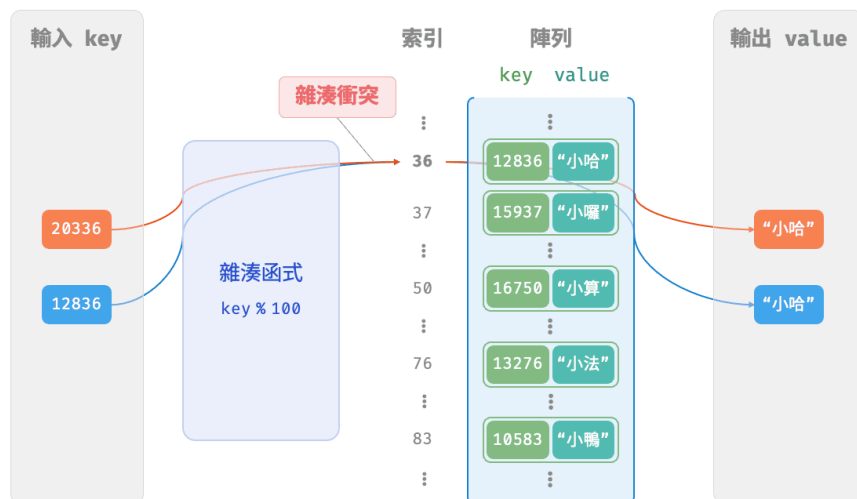 輸入 key
索引
陣列
輸出 value
key value
雜湊衝突
36
12836
“小哈”
20336
37
15937
“小囉”
“小哈”
雜湊函式
key % 100
12836
50
16750
“小算”
“小哈”
76
13276
“小法”
83
10583
“小鴨”